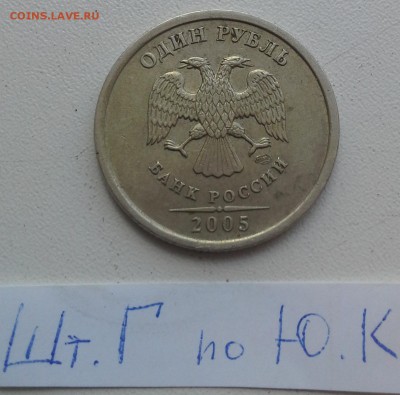 COINS.LAVE.RU
ОДИН РУБЛЬ
БАНК РОССИИ
2005
Шт. Г по Ю.К